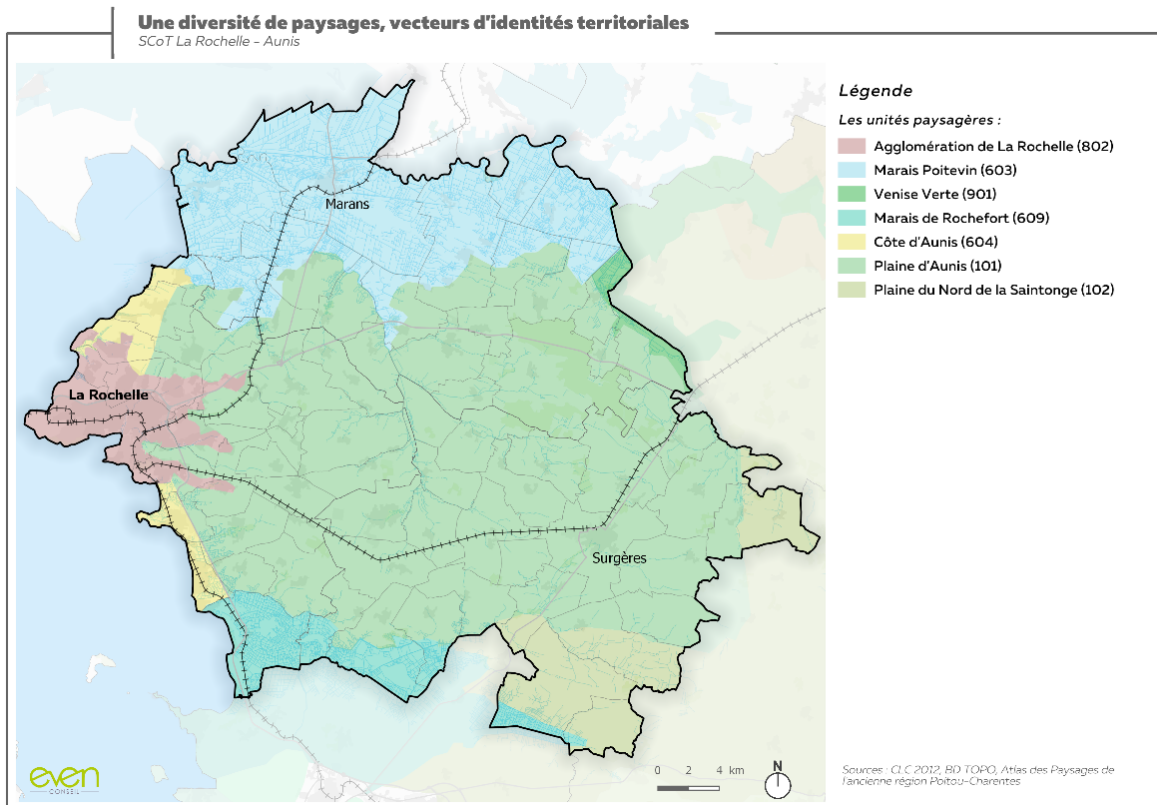 Une diversité de paysages, vecteurs d'identités territoriales
SCoT La Rochelle - Aunis
Légende
Les unités paysagères :
Agglomération de La Rochelle (802)
Marais Poitevin (603)
Venise Verte (901)
Marais de Rochefort (609)
Côte d'Aunis (604)
Plaine d'Aunis (101)
Plaine du Nord de la Saintonge (102)
Marans
La Rochelle
Surgères
even
CONSEIL
0 2 4 km
N
Sources : CLC 2012, BD TOPO, Atlas des Paysages de
l'ancienne région Poitou-Charentes